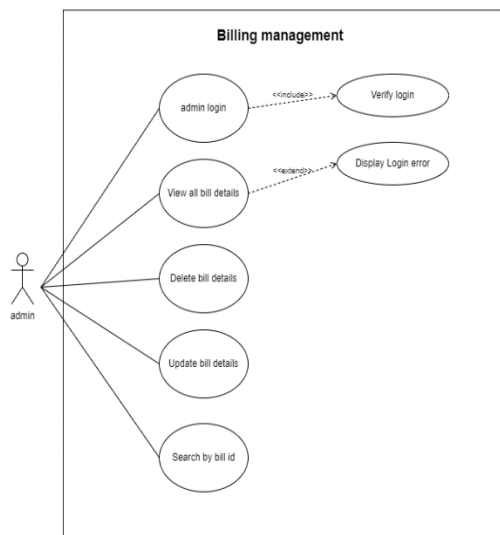 Billing management
admin login
<<include>>
Verify login
Display Login error
<<extend>>
View all bill details
Delete bill details
admin
Update bill details
Search by bill id